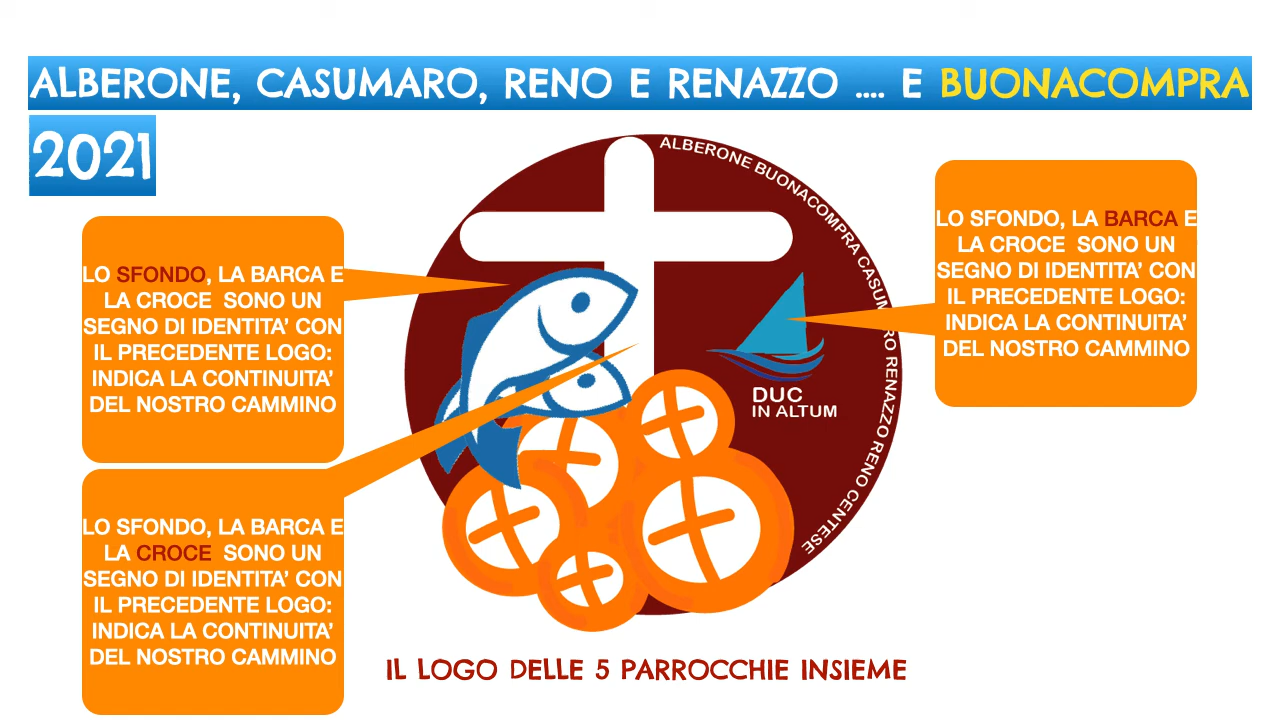 ALBERONE, CASUMARO, RENO E RENAZZO .... E BUONACOMPRA
2021
LO SFONDO, LA BARCA E
LA CROCE SONO UN
SEGNO DI IDENTITA' CON
IL PRECEDENTE LOGO:
INDICA LA CONTINUITA'
DEL NOSTRO CAMMINO
LO SFONDO, LA BARCA E
LA CROCE SONO UN
SEGNO DI IDENTITA' CON
IL PRECEDENTE LOGO:
INDICA LA CONTINUITA'
DEL NOSTRO CAMMINO
ALBERONE BUONACOMPRA RENAZZO RENO CENTESE
DUC
IN ALTUM
LO SFONDO, LA BARCA E
LA CROCE SONO UN
SEGNO DI IDENTITA' CON
IL PRECEDENTE LOGO:
INDICA LA CONTINUITA'
DEL NOSTRO CAMMINO
IL LOGO DELLE 5 PARROCCHIE INSIEME